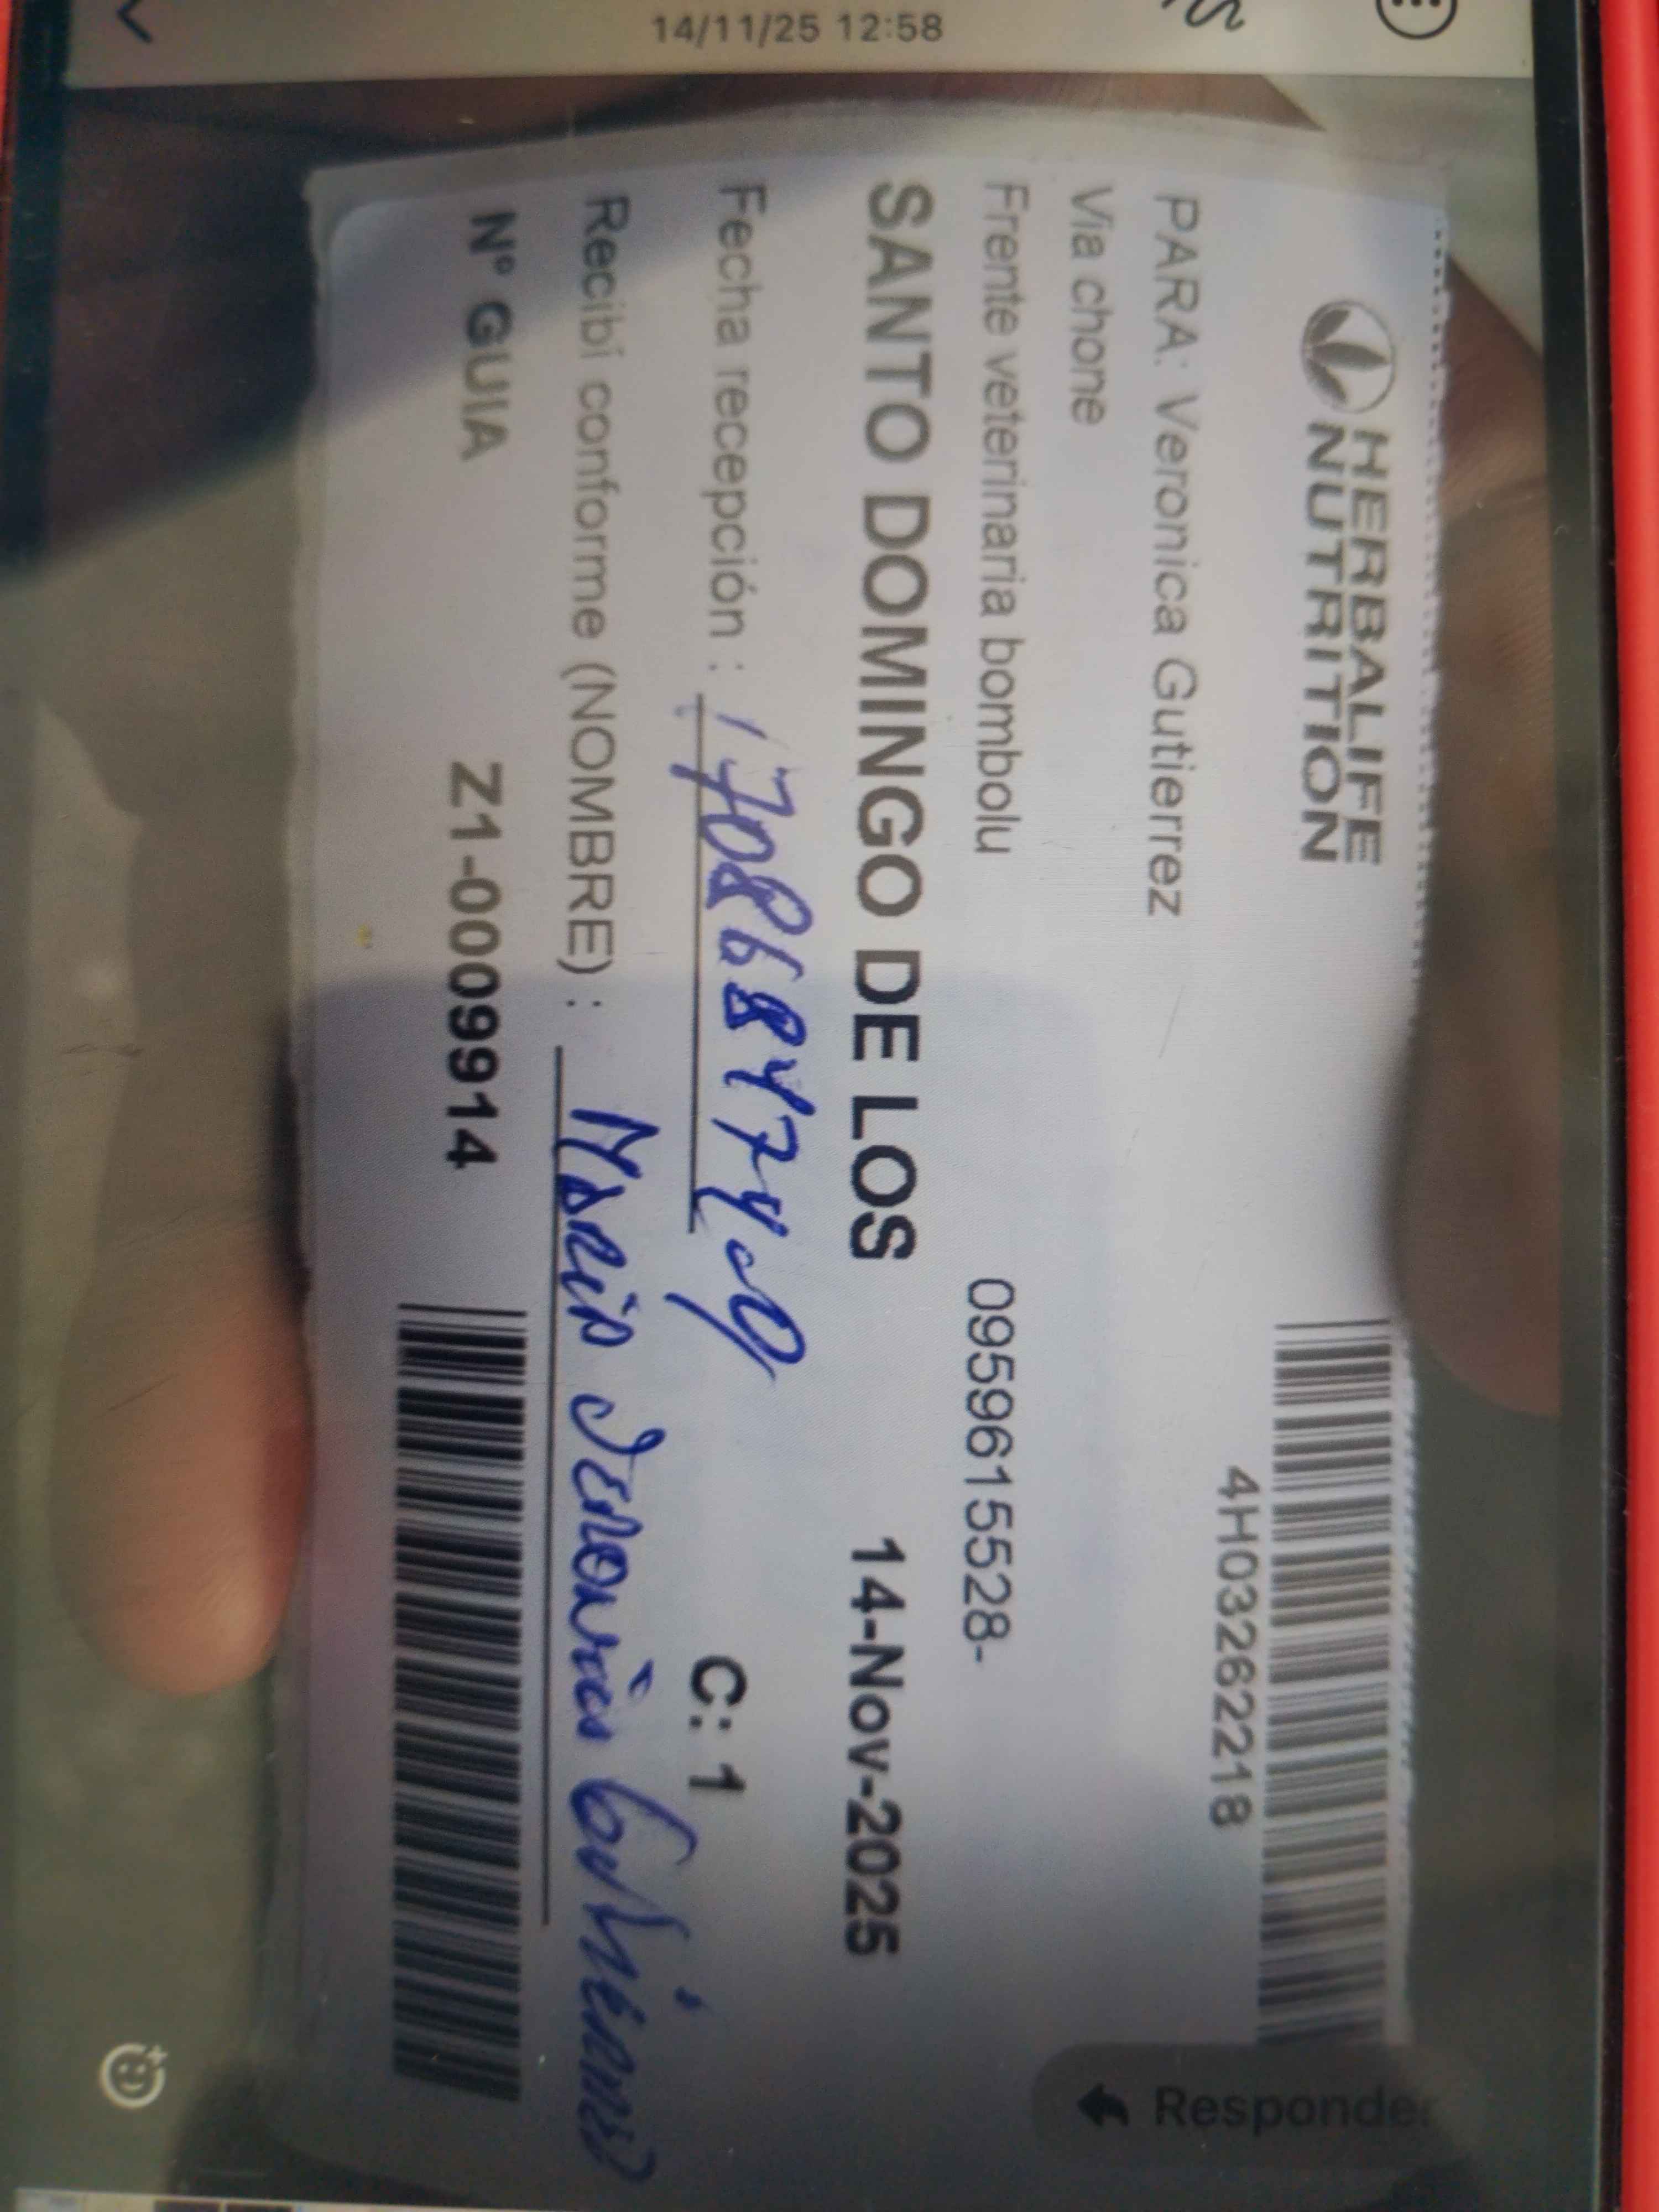 14/11/25 12:58
HERBALIFE
NUTRITION
4H03262218
PARA: Veronica Gutierrez
Via chone
Frente veterinaria bombolu
0959615528-
SANTO DOMINGO DE LOS 14-Nov-2025
Fecha recepción :
C: 1
Recibí conforme (NOMBRE) : Maria
Nº GUIA Z1-0009914
Responder